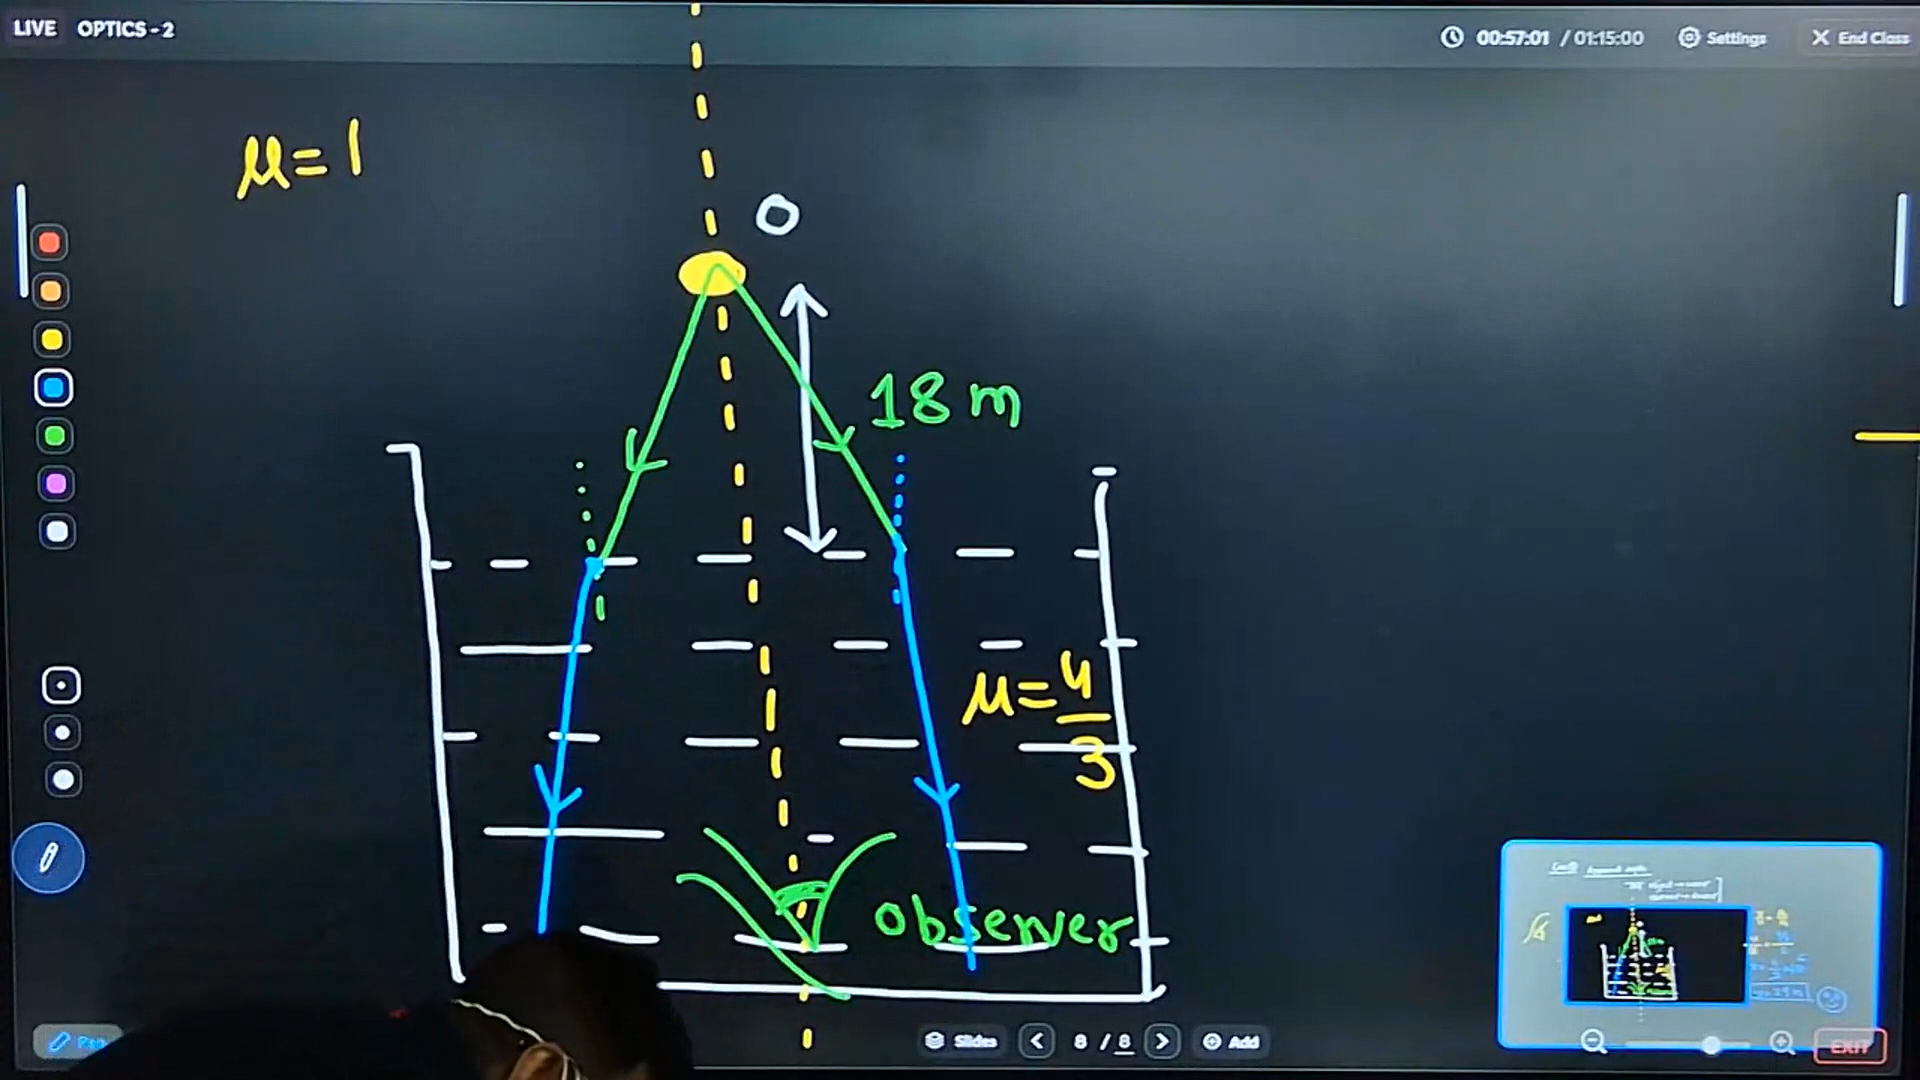 LIVE OPTICS - 2
00:57:01 / 01:15:00 Settings End Class
μ = 1
O
18 m
μ = 4/3
observer
Slides 8 / 8 Add
EXIT